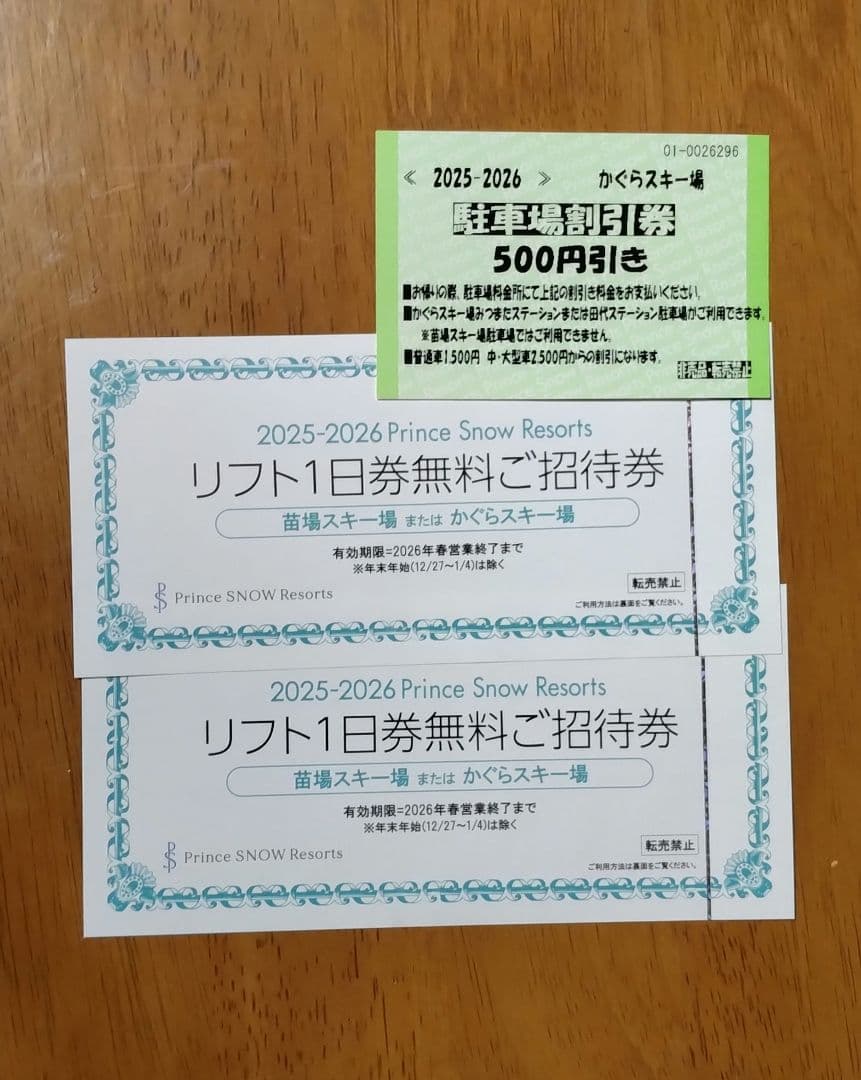 01-0026296
≪ 2025-2026 ≫ かぐらスキー場
駐車場割引券
500円引き
■お帰りの際、駐車場料金所にて上記の割引き料金をお支払いください。
■かぐらスキー場みつまたステーションまたは田代ステーション駐車場がご利用できます。
※苗場スキー場駐車場ではご利用できません。
■普通車1,500円 中・大型車2,500円からの割引になります。
非売品・転売禁止
2025-2026 Prince Snow Resorts
リフト1日券無料ご招待券
苗場スキー場 または かぐらスキー場
有効期限=2026年春営業終了まで
※年末年始(12/27〜1/4)は除く
転売禁止
PS Prince SNOW Resorts
ご利用方法は裏面をご覧ください。
2025-2026 Prince Snow Resorts
リフト1日券無料ご招待券
苗場スキー場 または かぐらスキー場
有効期限=2026年春営業終了まで
※年末年始(12/27〜1/4)は除く
転売禁止
PS Prince SNOW Resorts
ご利用方法は裏面をご覧ください。